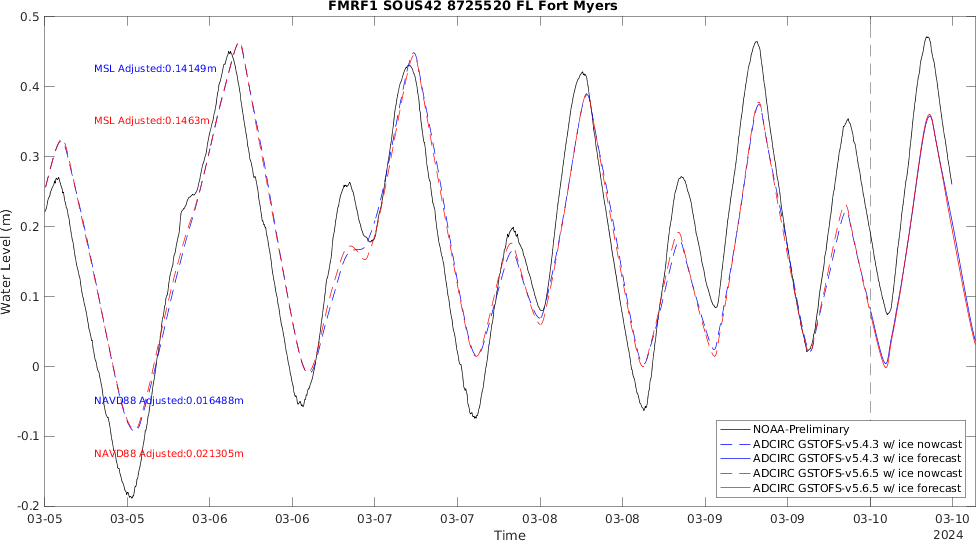 FMRF1 SOUS42 8725520 FL Fort Myers
0.5
0.4
0.3
0.2
0.1
0
-0.1
-0.2
Water Level (m)
MSL Adjusted:0.14149m
MSL Adjusted:0.1463m
NAVD88 Adjusted:0.016488m
NAVD88 Adjusted:0.021305m
NOAA-Preliminary
ADCIRC GSTOFS-v5.4.3 w/ ice nowcast
ADCIRC GSTOFS-v5.4.3 w/ ice forecast
ADCIRC GSTOFS-v5.6.5 w/ ice nowcast
ADCIRC GSTOFS-v5.6.5 w/ ice forecast
03-05 03-05 03-06 03-06 03-07 03-07 03-08 03-08 03-09 03-09 03-10 03-10
Time
2024